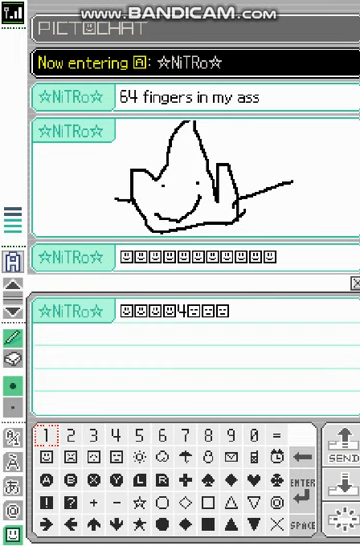 www.BANDICAM.com
PICTOCHAT
Now entering A: ☆NiTRo☆
☆NiTRo☆ 64 fingers in my ass
☆NiTRo☆
☆NiTRo☆
☆NiTRo☆ 4
1 2 3 4 5 6 7 8 9 0 =
SEND
A B X Y L R
ENTER
! ? + -
SPACE